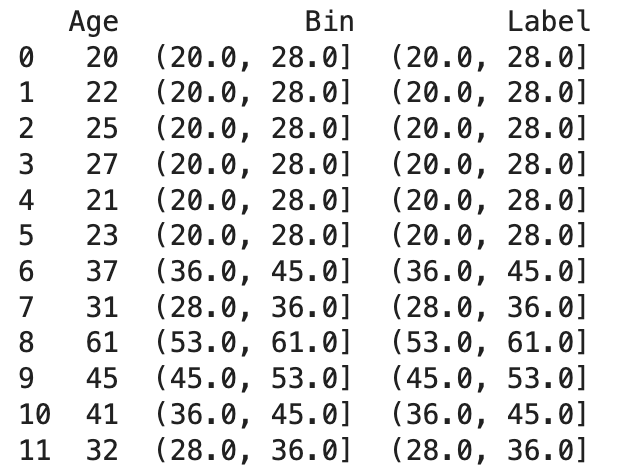 Age Bin Label
0 20 (20.0, 28.0] (20.0, 28.0]
1 22 (20.0, 28.0] (20.0, 28.0]
2 25 (20.0, 28.0] (20.0, 28.0]
3 27 (20.0, 28.0] (20.0, 28.0]
4 21 (20.0, 28.0] (20.0, 28.0]
5 23 (20.0, 28.0] (20.0, 28.0]
6 37 (36.0, 45.0] (36.0, 45.0]
7 31 (28.0, 36.0] (28.0, 36.0]
8 61 (53.0, 61.0] (53.0, 61.0]
9 45 (45.0, 53.0] (45.0, 53.0]
10 41 (36.0, 45.0] (36.0, 45.0]
11 32 (28.0, 36.0] (28.0, 36.0]